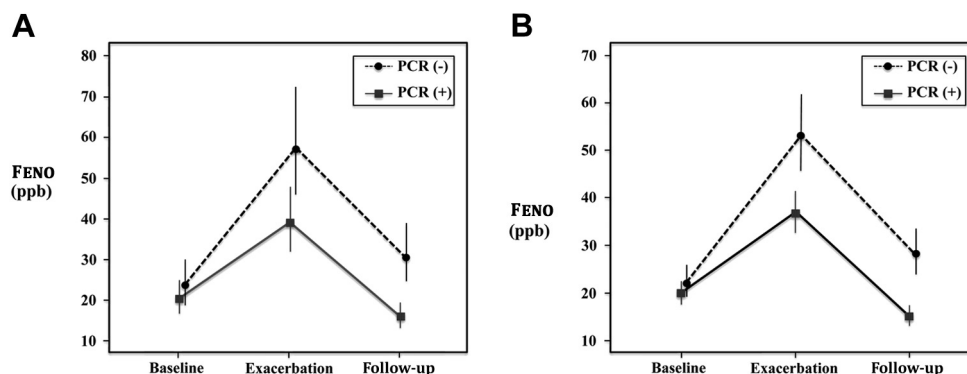 A
80
70
60
50
40
30
20
10
FENO
(ppb)
PCR (-)
PCR (+)
Baseline
Exacerbation
Follow-up
B
70
60
50
40
30
20
10
FENO
(ppb)
PCR (-)
PCR (+)
Baseline
Exacerbation
Follow-up